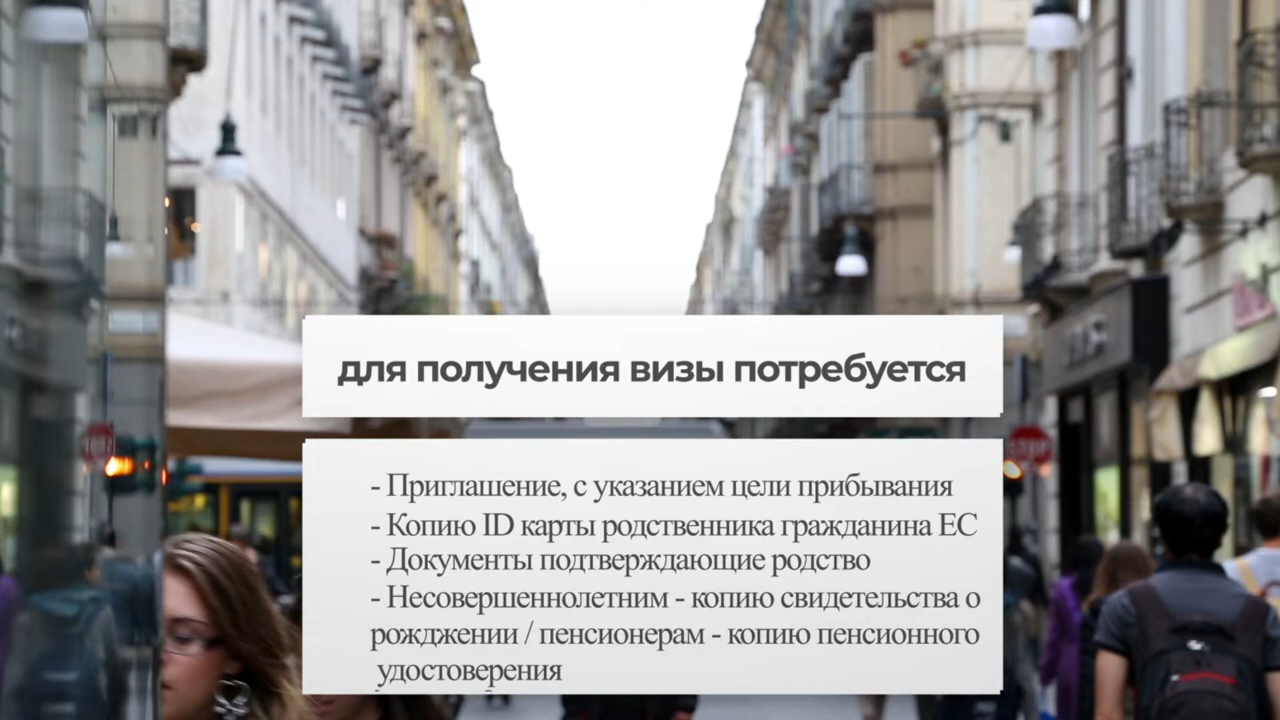 для получения визы потребуется
- Приглашение, с указанием цели прибывания
- Копию ID карты родственника гражданина ЕС
- Документы подтверждающие родство
- Несовершеннолетним - копию свидетельства о
рожджении / пенсионерам - копию пенсионного
удостоверения